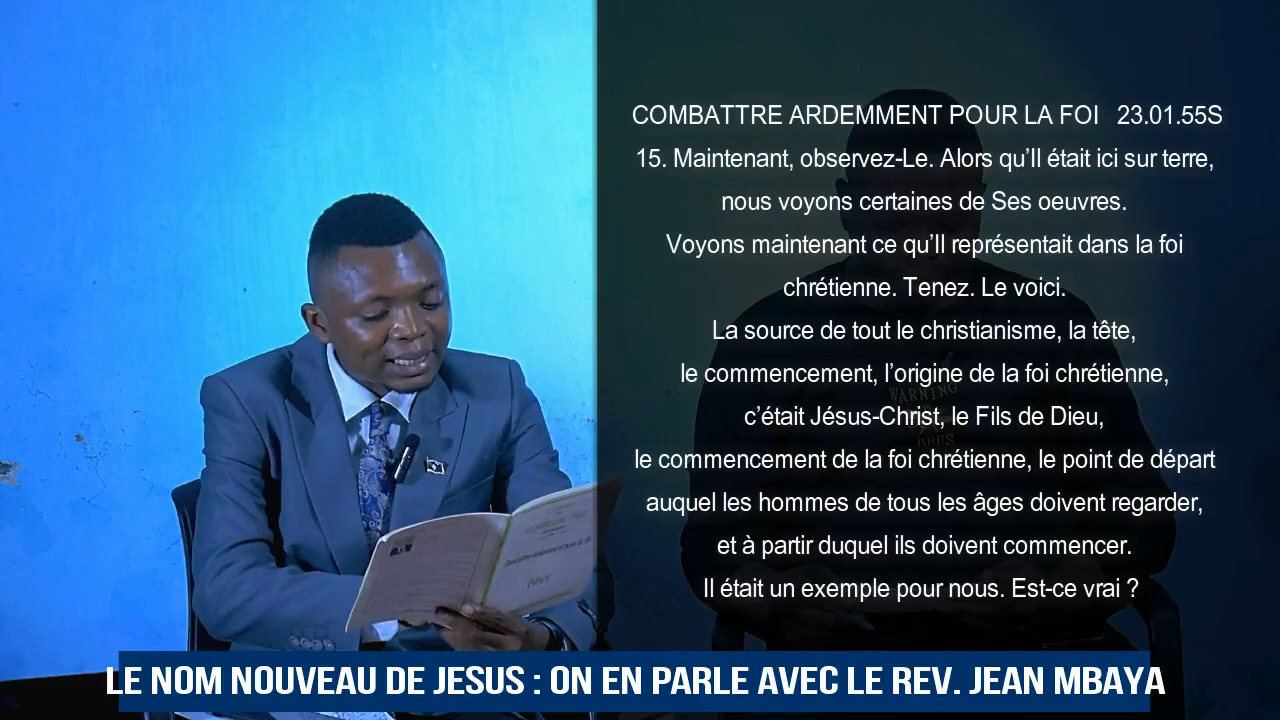 COMBATTRE ARDEMMENT POUR LA FOI 23.01.55S
15. Maintenant, observez-Le. Alors qu'Il était ici sur terre,
nous voyons certaines de Ses oeuvres.
Voyons maintenant ce qu'Il représentait dans la foi
chrétienne. Tenez. Le voici.
La source de tout le christianisme, la tête,
le commencement, l'origine de la foi chrétienne,
c'était Jésus-Christ, le Fils de Dieu,
le commencement de la foi chrétienne, le point de départ
auquel les hommes de tous les âges doivent regarder,
et à partir duquel ils doivent commencer.
Il était un exemple pour nous. Est-ce vrai ?
WARNING
LE NOM NOUVEAU DE JESUS : ON EN PARLE AVEC LE REV. JEAN MBAYA